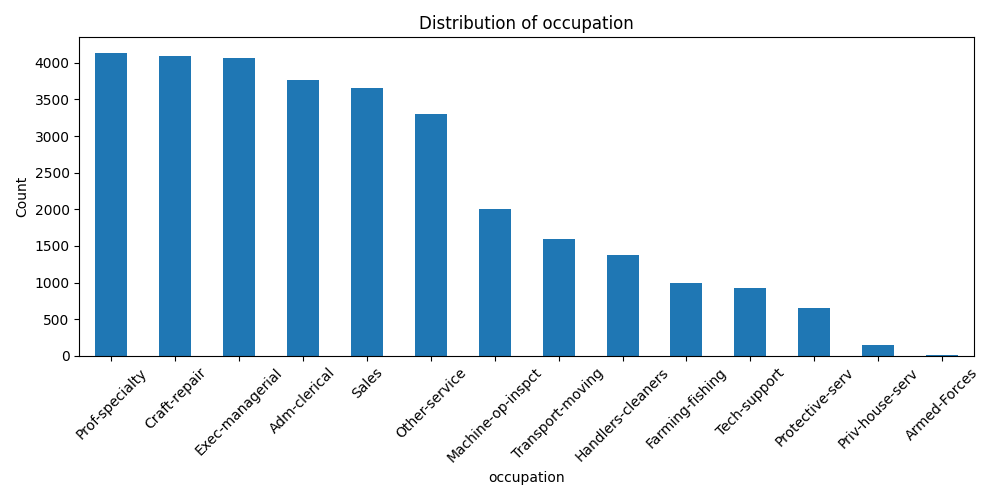 Distribution of occupation
4000
3500
3000
2500
2000
1500
1000
500
0
Count
Prof-specialty
Craft-repair
Exec-managerial
Adm-clerical
Sales
Other-service
Machine-op-inspct
Transport-moving
Handlers-cleaners
Farming-fishing
Tech-support
Protective-serv
Priv-house-serv
Armed-Forces
occupation